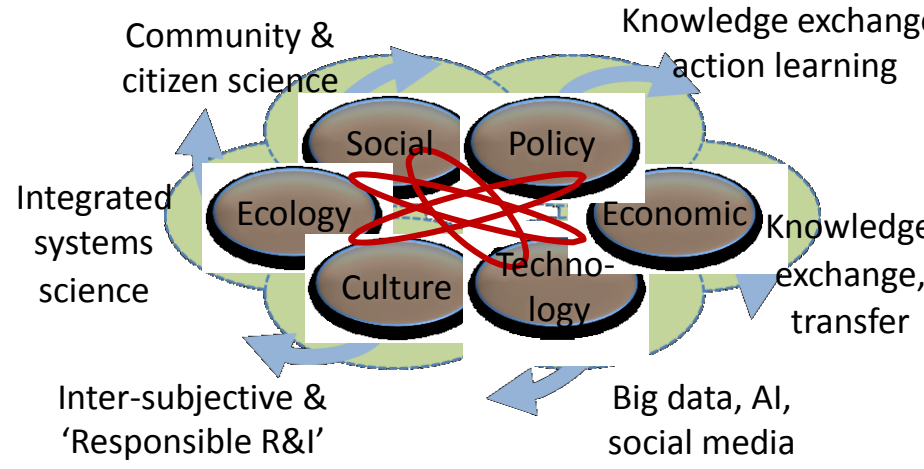 Community &
citizen science
Knowledge exchange
action learning
Social
Policy
Integrated
systems
science
Ecology
Economic
Knowledge
exchange,
transfer
Culture
Techno-
logy
Inter-subjective &
‘Responsible R&I’
Big data, AI,
social media